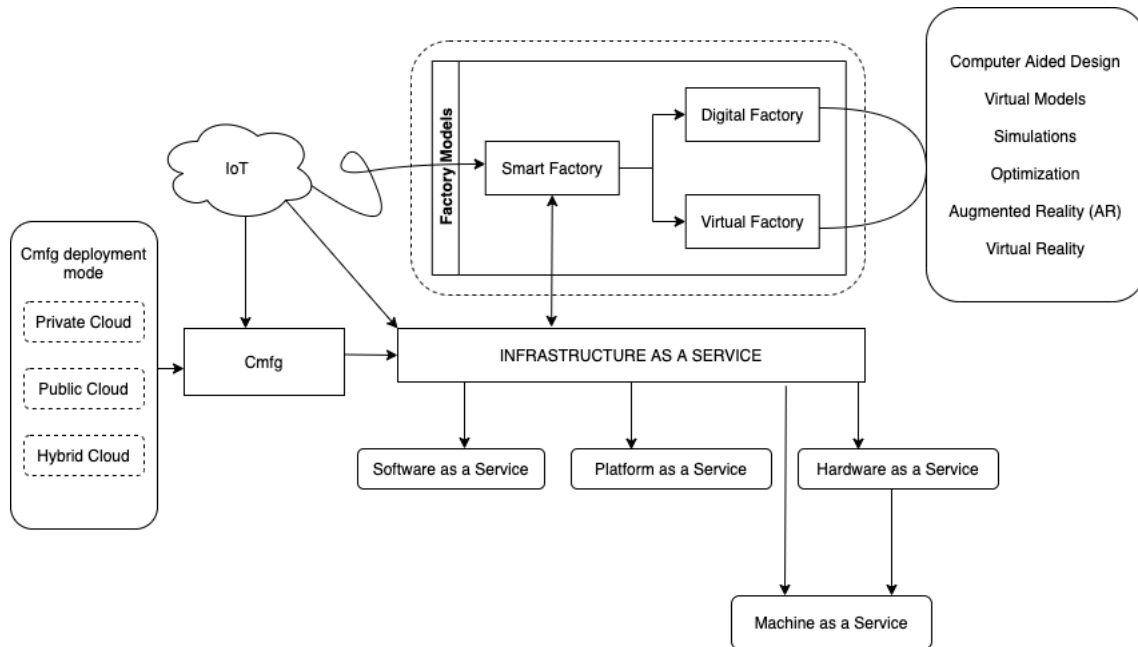 Computer Aided Design
Virtual Models
Simulations
Optimization
Augmented Reality (AR)
Virtual Reality
Factory Models
Digital Factory
Smart Factory
Virtual Factory
IoT
Cmfg deployment
mode
Private Cloud
Public Cloud
Hybrid Cloud
Cmfg
INFRASTRUCTURE AS A SERVICE
Software as a Service
Platform as a Service
Hardware as a Service
Machine as a Service